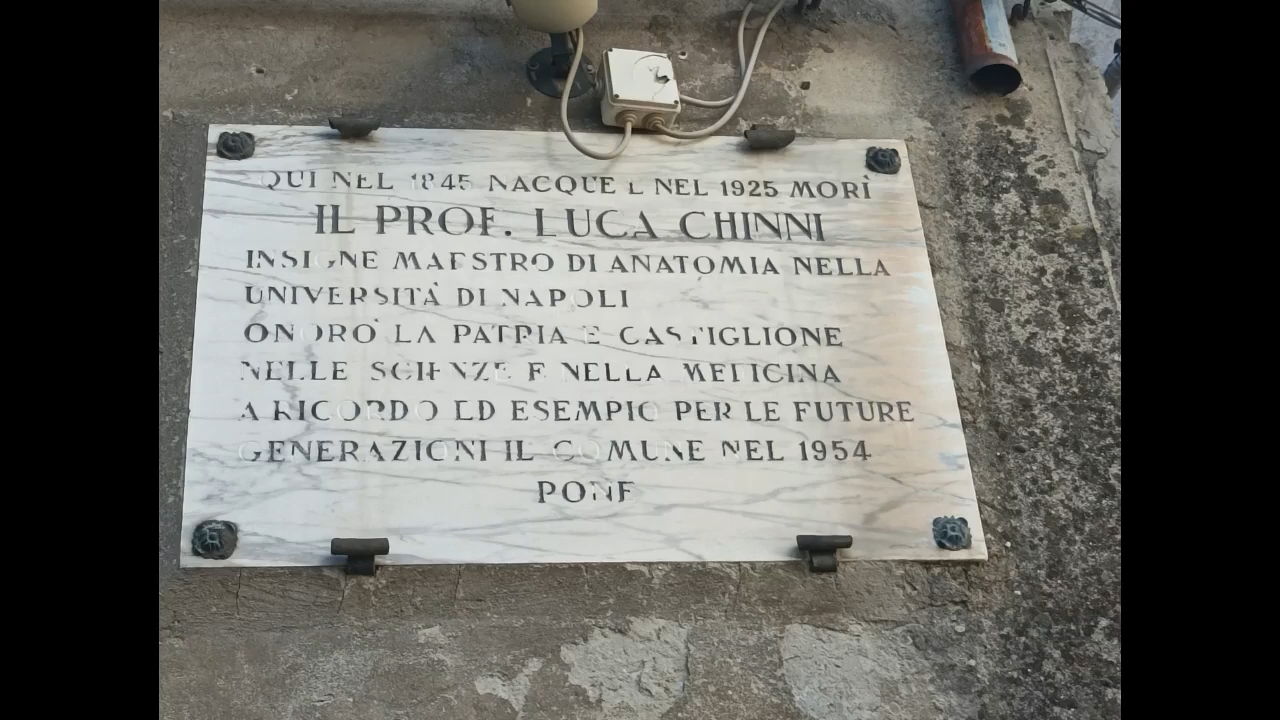 QUI NEL 1845 NACQUE E NEL 1925 MORÌ
IL PROF. LUCA CHINNI
INSIGNE MAESTRO DI ANATOMIA NELLA
UNIVERSITÀ DI NAPOLI
ONORO' LA PATRIA E CASTIGLIONE
NELLE SCIENZE E NELLA MEDICINA
A RICORDO ED ESEMPIO PER LE FUTURE
GENERAZIONI IL COMUNE NEL 1954
PONE